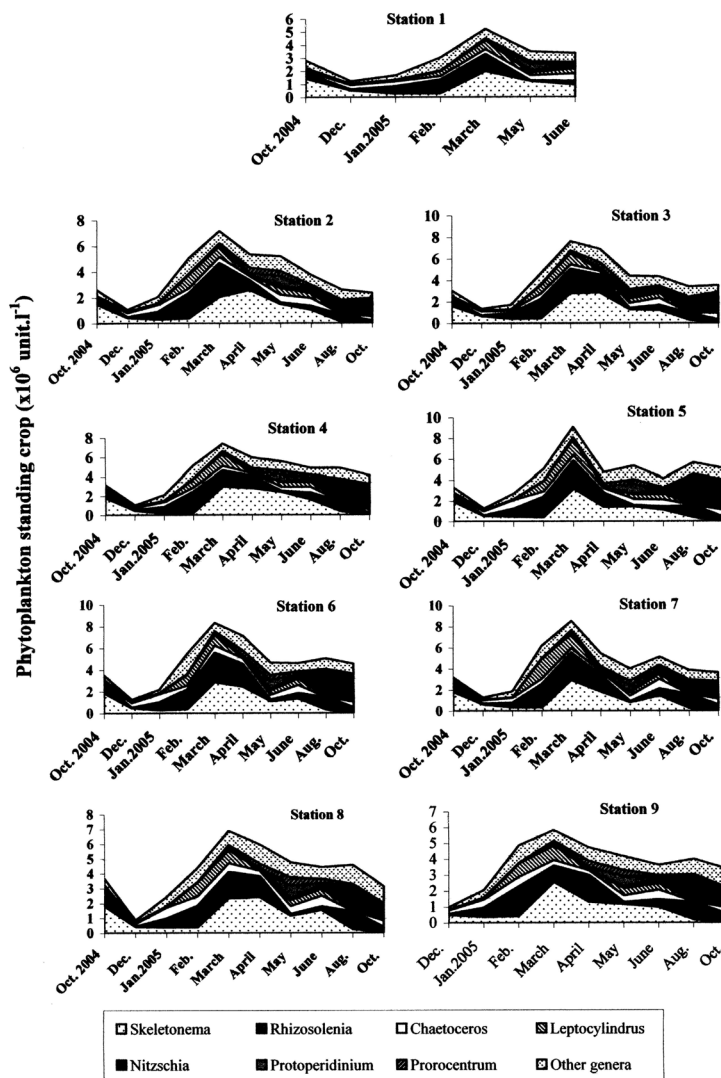 Phytoplankton standing crop (x10⁶ unit.l⁻¹)
Station 1
6
5
4
3
2
1
0
Oct. 2004 Dec. Jan.2005 Feb. March May June
Station 2
8
6
4
2
0
Oct. 2004 Dec. Jan.2005 Feb. March April May June Aug. Oct.
Station 3
10
8
6
4
2
0
Oct. 2004 Dec. Jan.2005 Feb. March April May June Aug. Oct.
Station 4
8
6
4
2
0
Oct. 2004 Dec. Jan.2005 Feb. March April May June Aug. Oct.
Station 5
10
8
6
4
2
0
Oct. 2004 Dec. Jan.2005 Feb. March April May June Aug. Oct.
Station 6
10
8
6
4
2
0
Oct. 2004 Dec. Jan.2005 Feb. March April May June Aug. Oct.
Station 7
10
8
6
4
2
0
Oct. 2004 Dec. Jan.2005 Feb. March April May June Aug. Oct.
Station 8
8
7
6
5
4
3
2
1
0
Oct. 2004 Dec. Jan.2005 Feb. March April May June Aug. Oct.
Station 9
7
6
5
4
3
2
1
0
Dec. Jan.2005 Feb. March April May June Aug. Oct.
Skeletonema Rhizosolenia Chaetoceros Leptocylindrus
Nitzschia Protoperidinium Prorocentrum Other genera